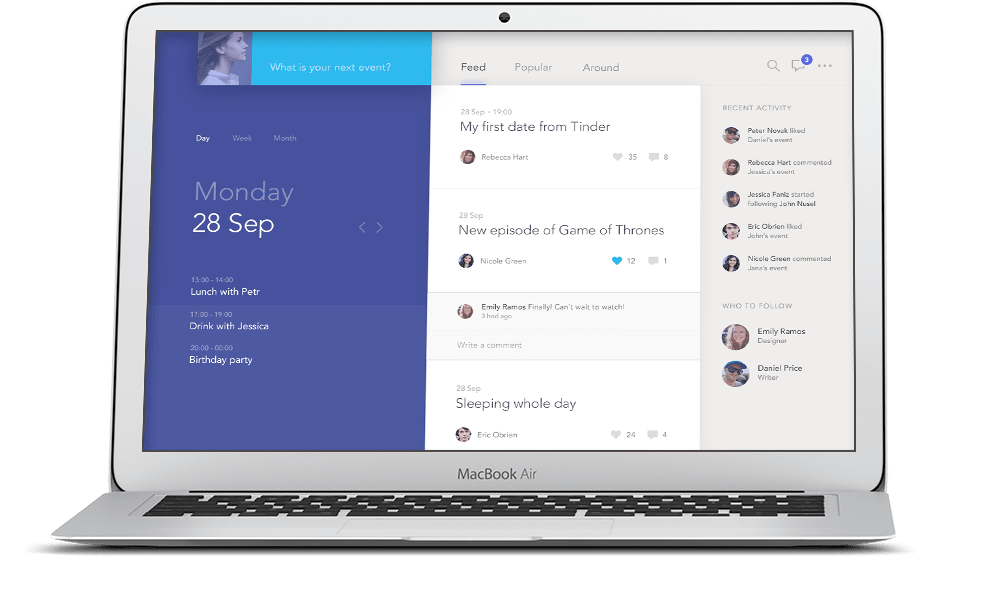 What is your next event?
Feed
Popular
Around
3
Day
Week
Month
Monday
28 Sep
13:00 - 14:00
Lunch with Petr
17:00 - 19:00
Drink with Jessica
20:00 - 00:00
Birthday party
28 Sep - 19:00
My first date from Tinder
Rebecca Hart
35
8
28 Sep
New episode of Game of Thrones
Nicole Green
12
1
Emily Ramos Finally! Can't wait to watch!
3 hod ago
Write a comment
28 Sep
Sleeping whole day
Eric Obrien
24
4
RECENT ACTIVITY
Peter Novak liked
Daniel's event
Rebecca Hart commented
Jessica's event
Jessica Faniz started
following John Nusel
Eric Obrien liked
John's event
Nicole Green commented
Jana's event
WHO TO FOLLOW
Emily Ramos
Designer
Daniel Price
Writer
MacBook Air